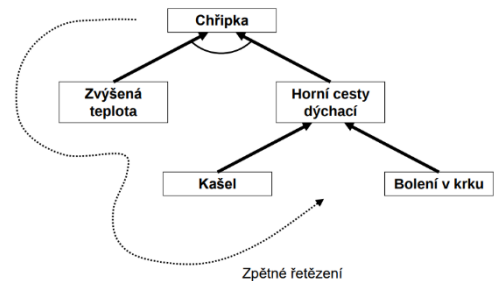 Chřipka
Zvýšená
teplota
Horní cesty
dýchací
Kašel
Bolení v krku
Zpětné řetězení